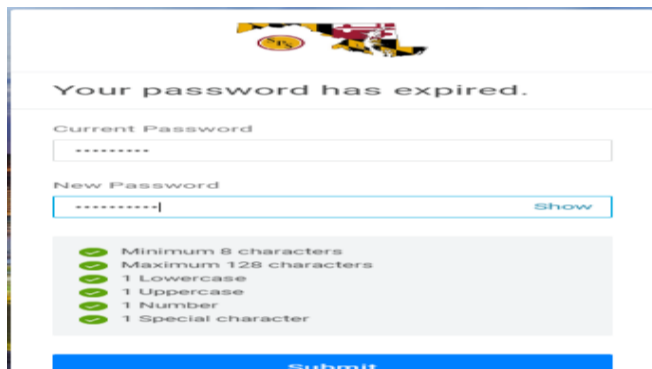 STS
Your password has expired.
Current Password
•••••••••
New Password
••••••••••
Show
Minimum 8 characters
Maximum 128 characters
1 Lowercase
1 Uppercase
1 Number
1 Special character
Submit